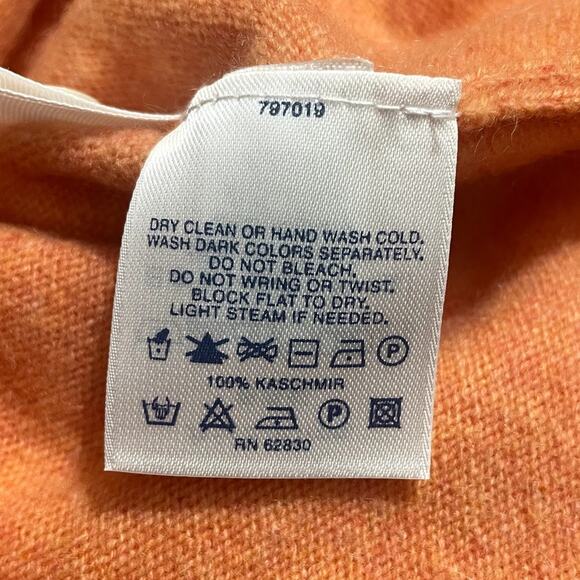 797019
DRY CLEAN OR HAND WASH COLD.
WASH DARK COLORS SEPARATELY.
DO NOT BLEACH.
DO NOT WRING OR TWIST.
BLOCK FLAT TO DRY.
LIGHT STEAM IF NEEDED.
P
100% KASCHMIR
P
RN 62830